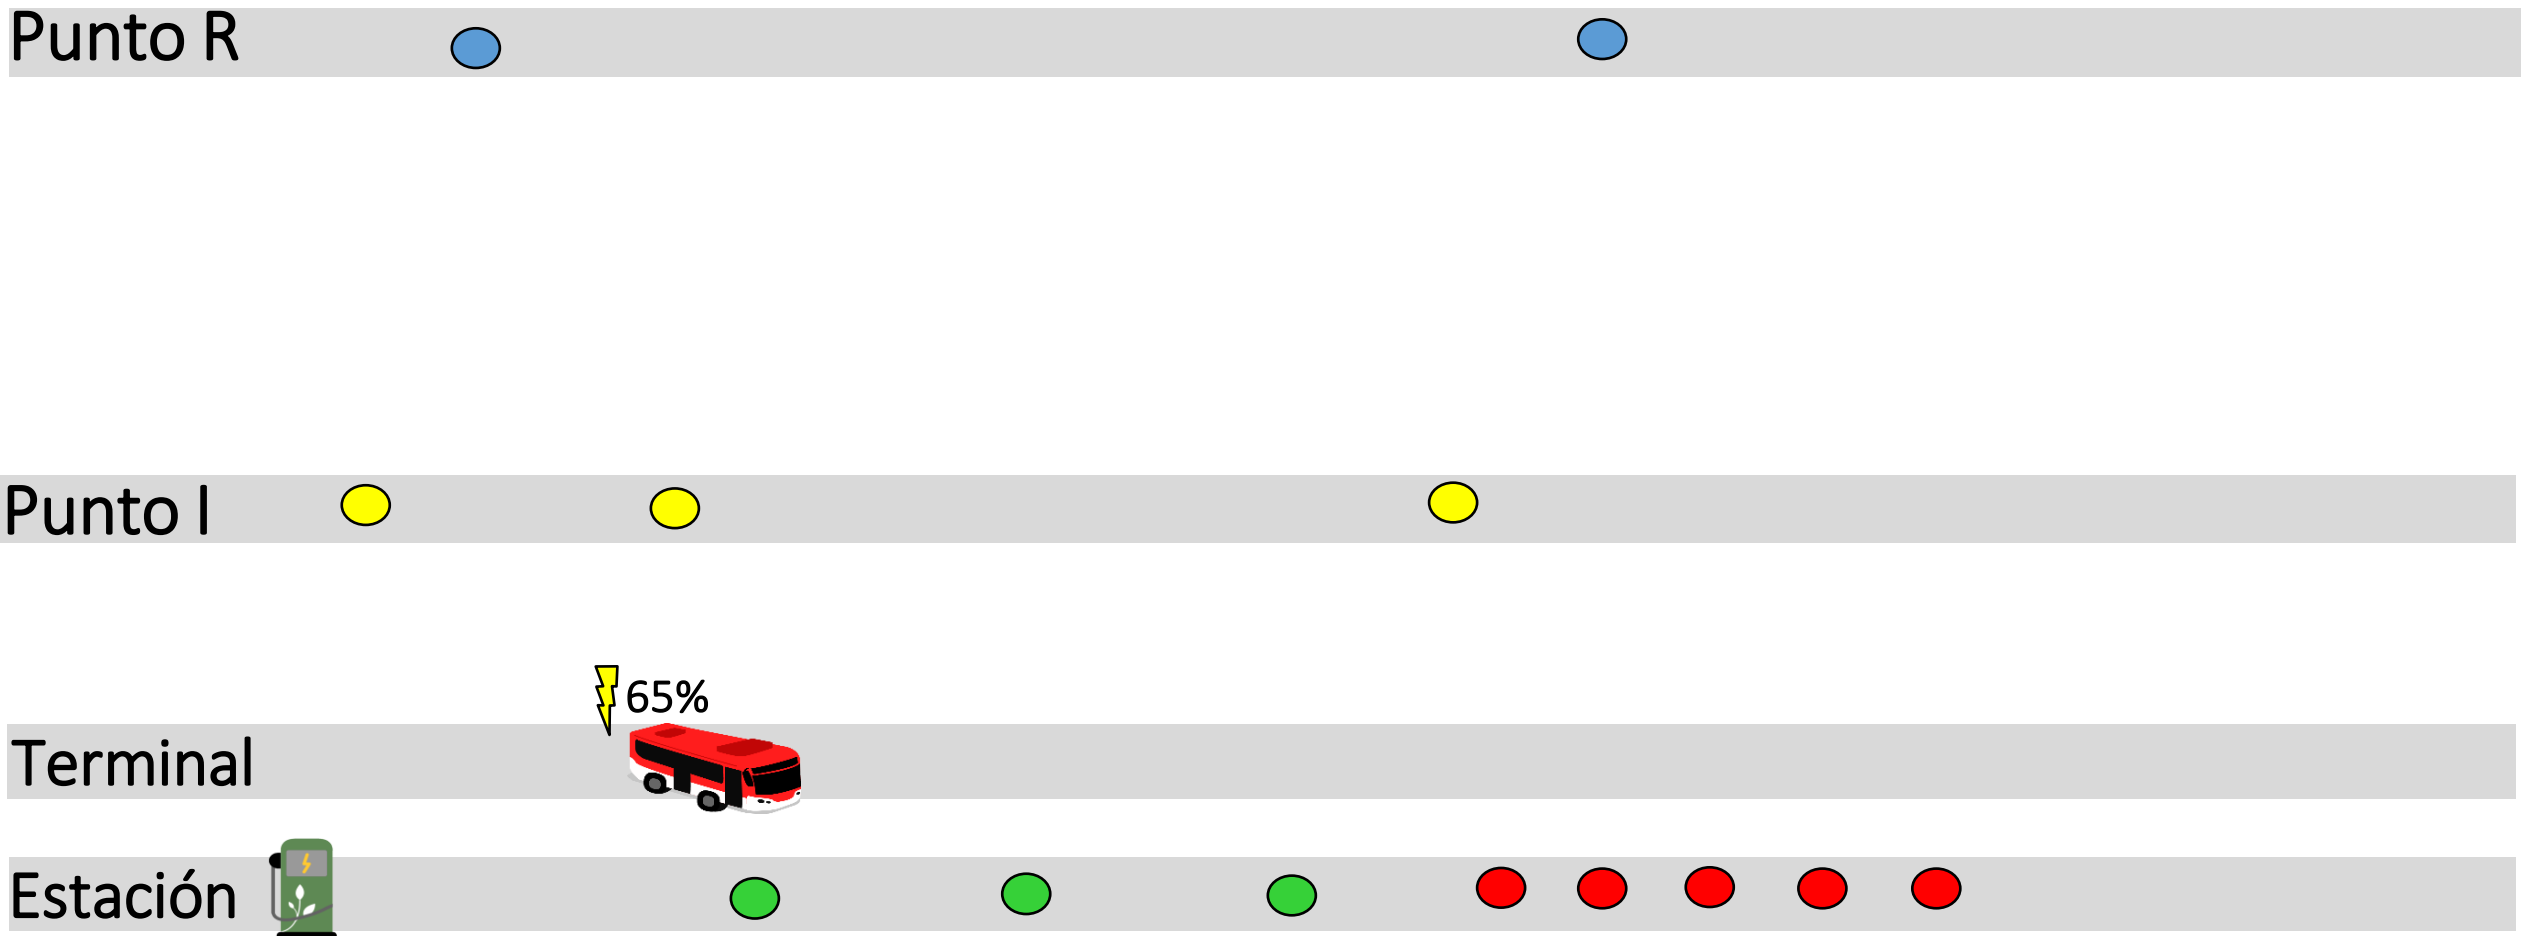 Punto R
Punto I
65%
Terminal
Estación